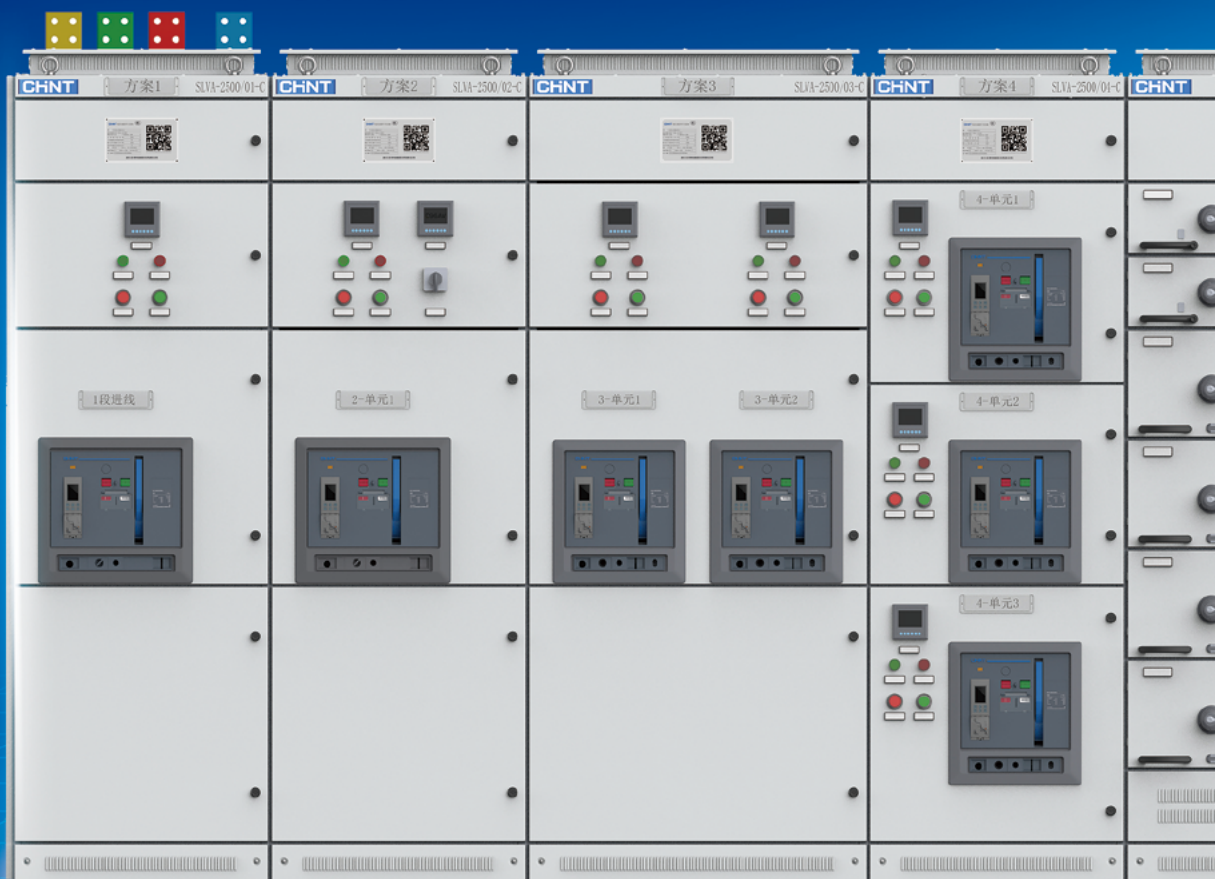 CHNT
方案1
SLVA-2500/01-C
CHNT
方案2
SLVA-2500/02-C
CHNT
方案3
SLVA-2500/03-C
CHNT
方案4
SLVA-2500/04-C
CHNT
4-单元1
1段进线
2-单元1
3-单元1
3-单元2
4-单元2
4-单元3